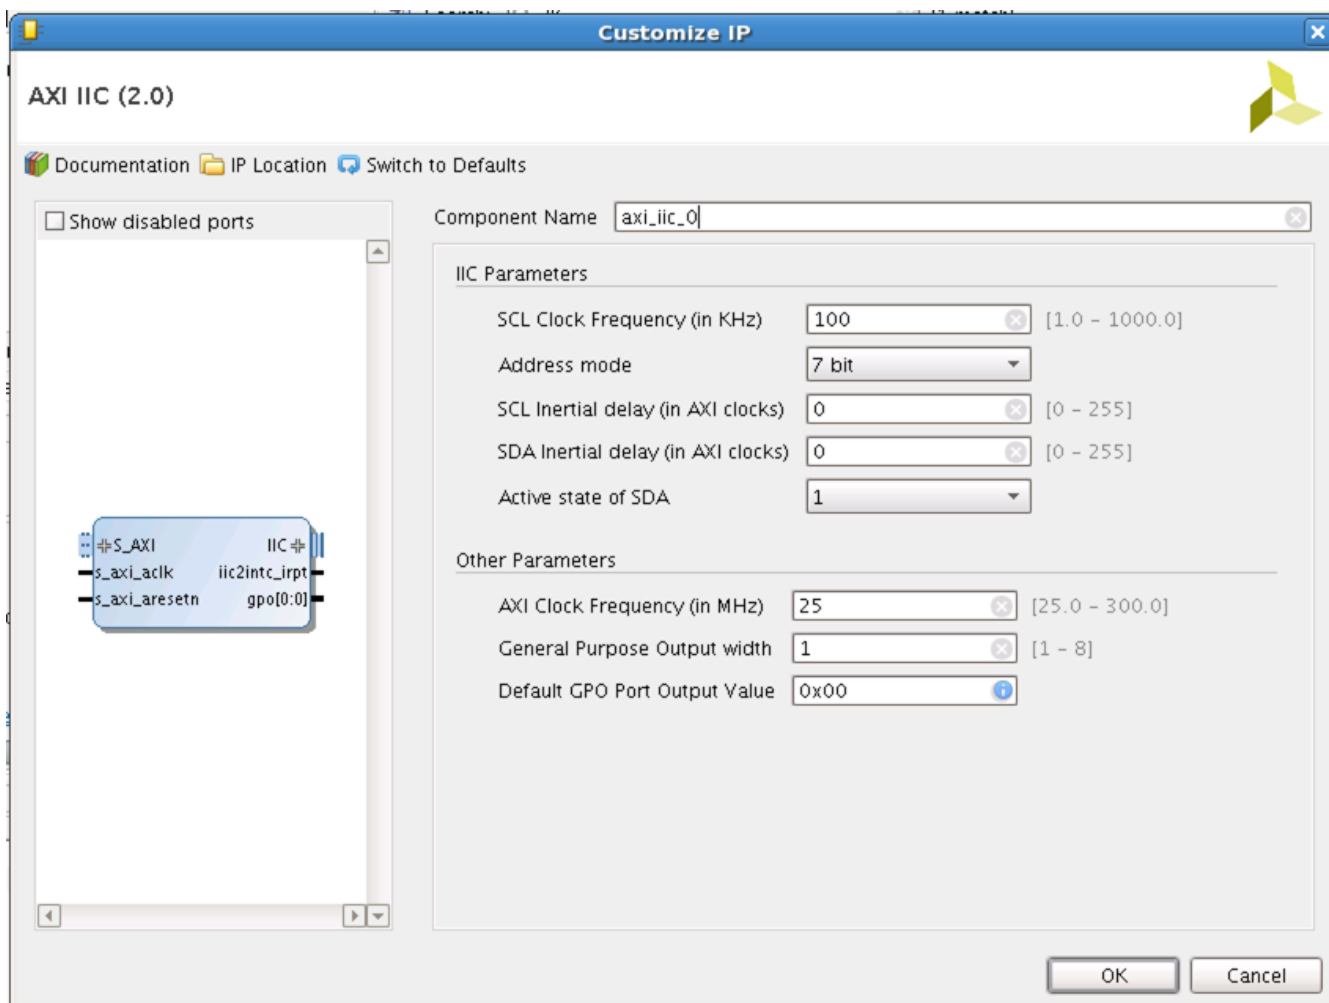 Customize IP
AXI IIC (2.0)
Documentation IP Location Switch to Defaults
Show disabled ports
Component Name axi_iic_0
IIC Parameters
SCL Clock Frequency (in KHz) 100 [1.0 - 1000.0]
Address mode 7 bit
SCL Inertial delay (in AXI clocks) 0 [0 - 255]
SDA Inertial delay (in AXI clocks) 0 [0 - 255]
Active state of SDA 1
S_AXI IIC
s_axi_aclk iic2intc_irpt
s_axi_aresetn gpo[0:0]
Other Parameters
AXI Clock Frequency (in MHz) 25 [25.0 - 300.0]
General Purpose Output width 1 [1 - 8]
Default GPO Port Output Value 0x00
OK Cancel